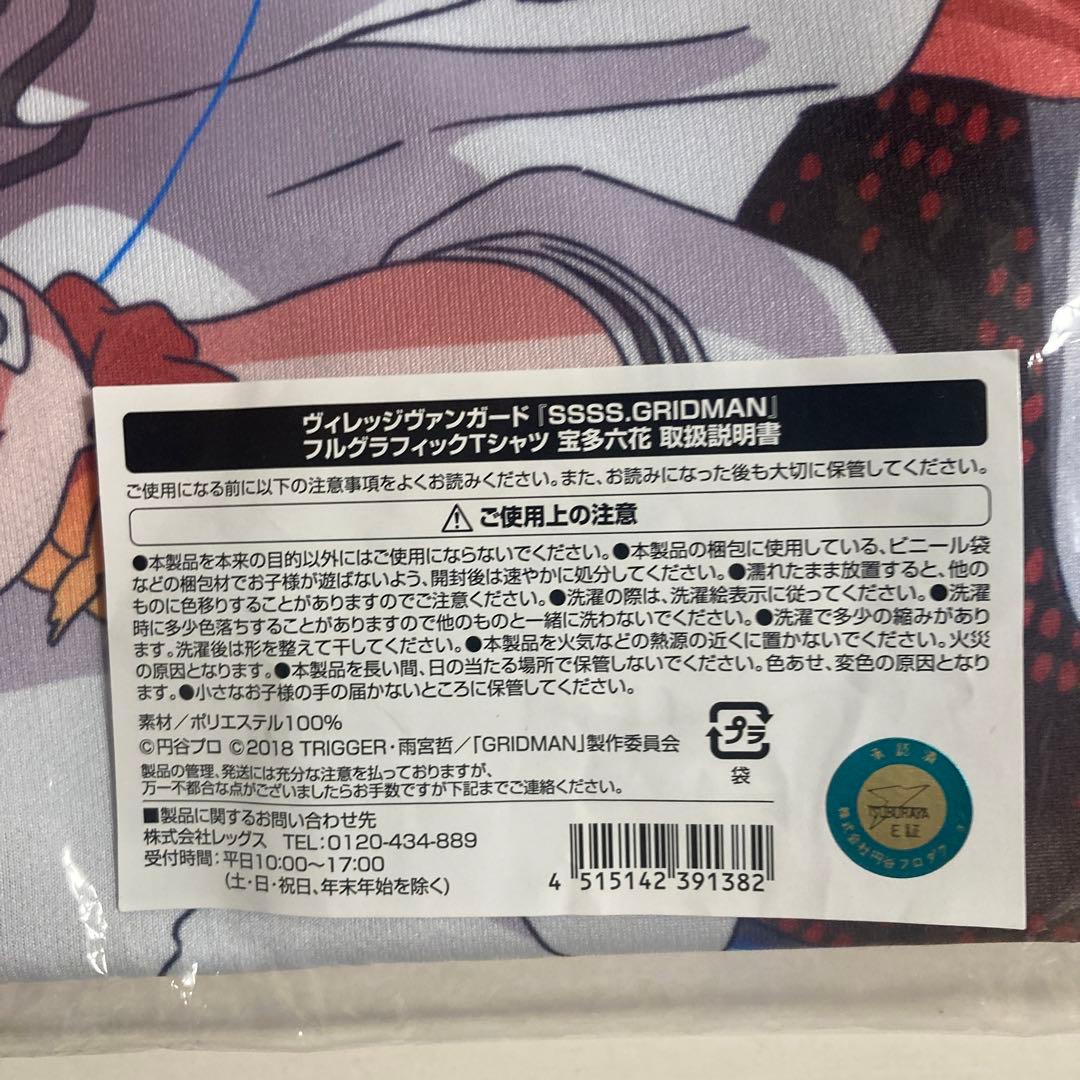 ヴィレッジヴァンガード『SSSS.GRIDMAN』
フルグラフィックTシャツ 宝多六花 取扱説明書
ご使用になる前に以下の注意事項をよくお読みください。また、お読みになった後も大切に保管してください。
ご使用上の注意
●本製品を本来の目的以外にはご使用にならないでください。●本製品の梱包に使用している、ビニール袋
などの梱包材でお子様が遊ばないよう、開封後は速やかに処分してください。●濡れたまま放置すると、他の
ものに色移りすることがありますのでご注意ください。●洗濯の際は、洗濯絵表示に従ってください。●洗濯
時に多少色落ちすることがありますので他のものと一緒に洗わないでください。●洗濯で多少の縮みがあり
ます。洗濯後は形を整えて干してください。●本製品を火気などの熱源の近くに置かないでください。火災
の原因となります。●本製品を長い間、日の当たる場所で保管しないでください。色あせ、変色の原因となり
ます。●小さなお子様の手の届かないところに保管してください。
素材/ポリエステル100%
©円谷プロ ©2018 TRIGGER・雨宮哲/「GRIDMAN」製作委員会
プラ
袋
製品の管理、発送には充分な注意を払っておりますが、
万一不都合な点がございましたらお手数ですが下記までご連絡ください。
■製品に関するお問い合わせ先
株式会社レッグス TEL:0120-434-889
受付時間:平日10:00〜17:00
(土・日・祝日、年末年始を除く)
4 515142 391382
承認済
TSUBURAYA
株式会社円谷プロダク